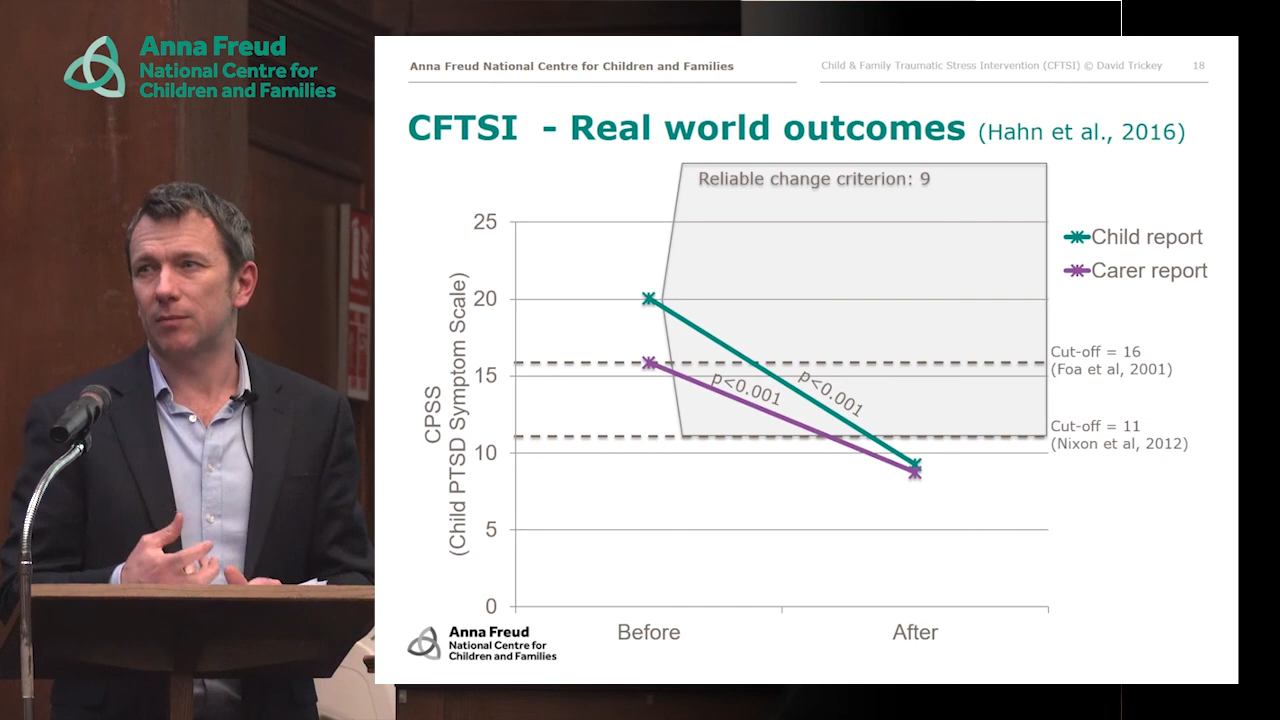 Anna Freud
National Centre for
Children and Families
Anna Freud National Centre for Children and Families
Child & Family Traumatic Stress Intervention (CFTSI) © David Trickey
18
CFTSI - Real world outcomes (Hahn et al., 2016)
Reliable change criterion: 9
25
20
15
10
5
0
CPSS
(Child PTSD Symptom Scale)
p<0.001
p<0.001
Child report
Carer report
Cut-off = 16
(Foa et al, 2001)
Cut-off = 11
(Nixon et al, 2012)
Before
After
Anna Freud
National Centre for
Children and Families